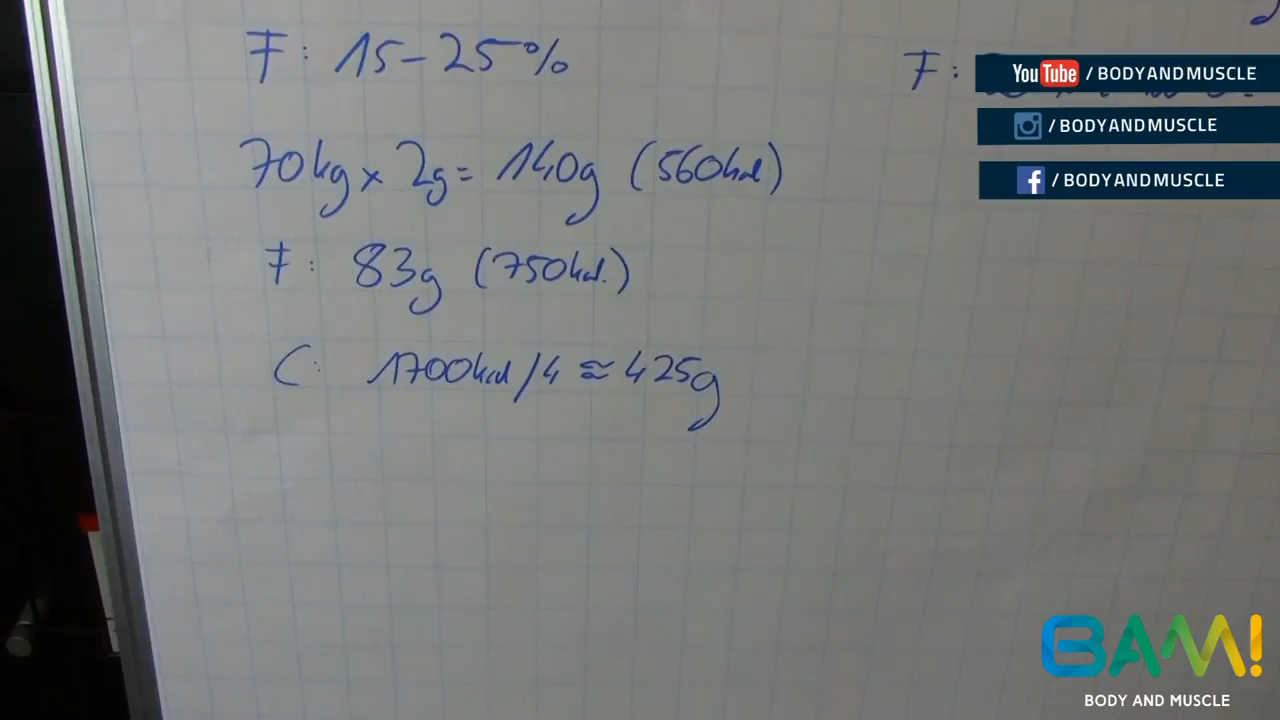 F: 15-25%
F:
70kg x 2g = 140g (560kcal)
F: 83g (750kcal.)
C: 1700kcal/4 ≈ 425g
YouTube / BODYANDMUSCLE
/ BODYANDMUSCLE
f / BODYANDMUSCLE
BAM!
BODY AND MUSCLE